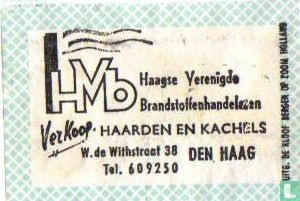 HVb
Haagse Verenigde
Brandstoffenhandelaren
Verkoop. HAARDEN EN KACHELS
W. de Withstraat 38 DEN HAAG
Tel. 609250
UITG. DE KLOOF BERGEN OP ZOOM HOLLAND